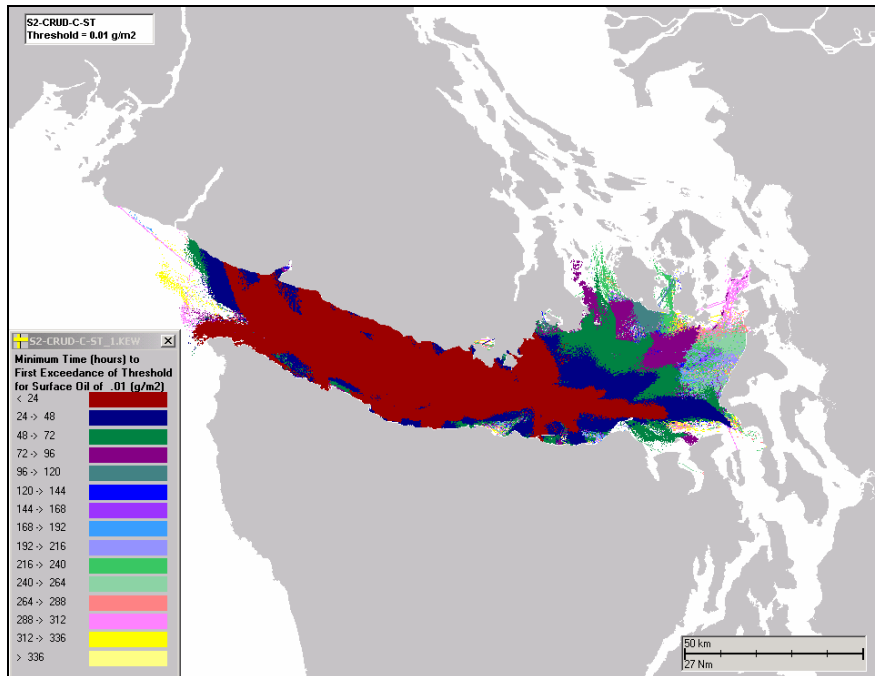 S2-CRUD-C-ST
Threshold = 0.01 g/m2
S2-CRUD-C-ST_1.KEW
Minimum Time (hours) to
First Exceedance of Threshold
for Surface Oil of .01 (g/m2)
< 24
24 -> 48
48 -> 72
72 -> 96
96 -> 120
120 -> 144
144 -> 168
168 -> 192
192 -> 216
216 -> 240
240 -> 264
264 -> 288
288 -> 312
312 -> 336
> 336
50 km
27 Nm